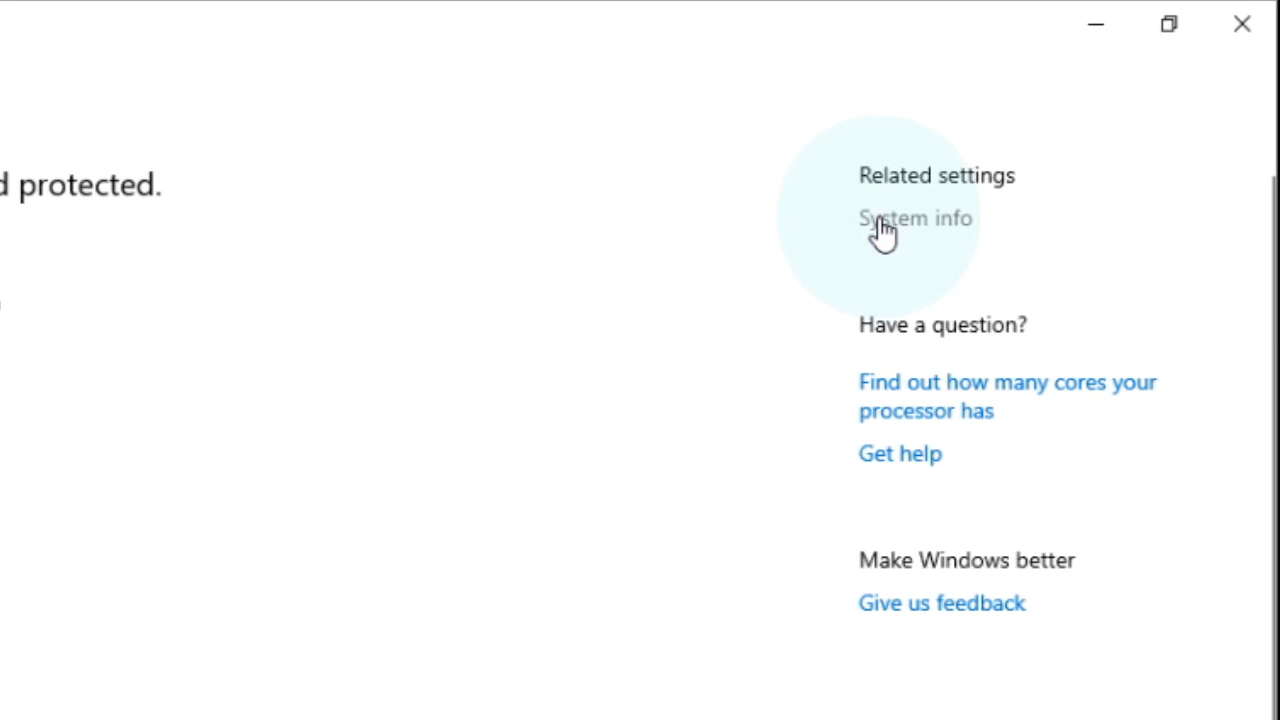 d protected.
Related settings
System info
Have a question?
Find out how many cores your
processor has
Get help
Make Windows better
Give us feedback